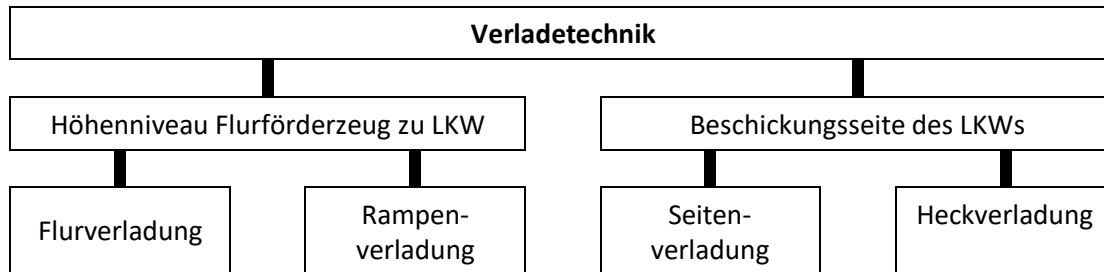 Verladetechnik
Höhenniveau Flurförderzeug zu LKW
Beschickungsseite des LKWs
Flurverladung
Rampen-
verladung
Seiten-
verladung
Heckverladung